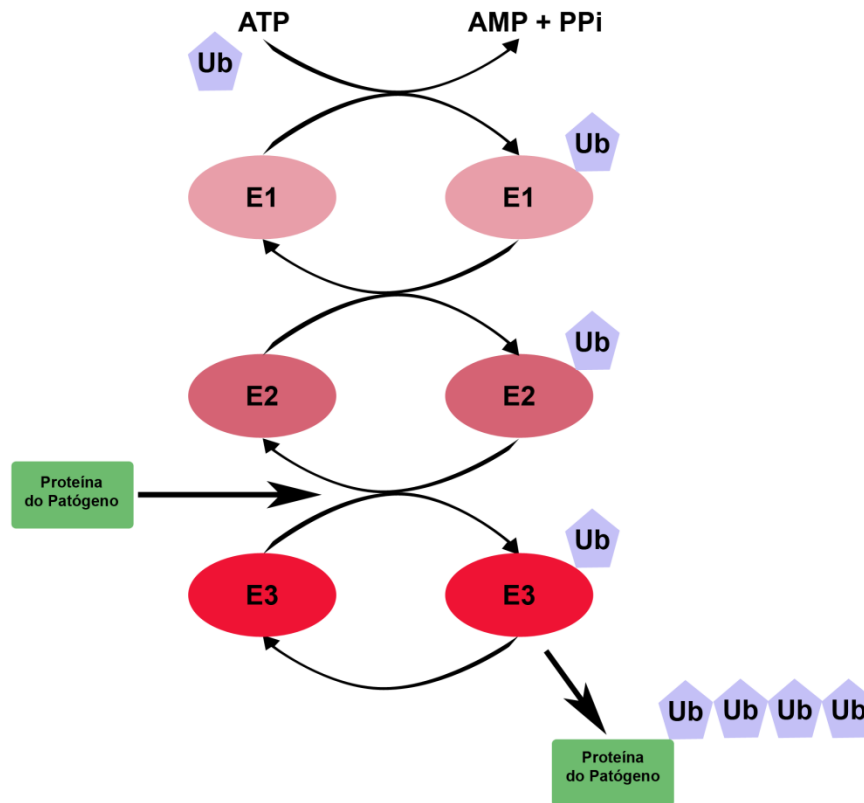 ATP AMP + PPi
Ub
Ub
E1 E1
Ub
E2 E2
Proteína
do Patógeno
Ub
E3 E3
Ub Ub Ub Ub
Proteína
do Patógeno